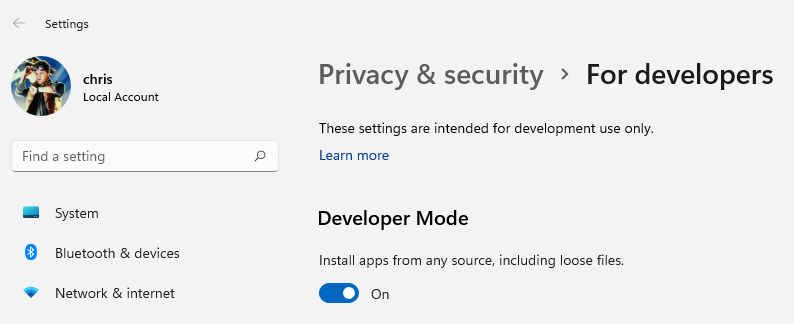 Settings
chris
Local Account
Find a setting
System
Bluetooth & devices
Network & internet
Privacy & security > For developers
These settings are intended for development use only.
Learn more
Developer Mode
Install apps from any source, including loose files.
On